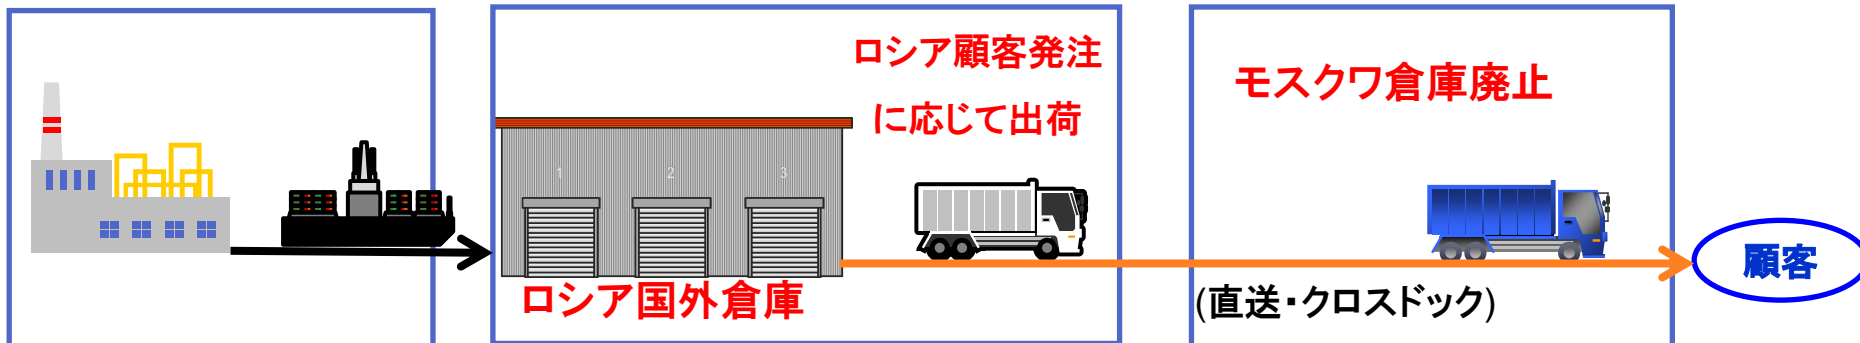 ロシア顧客発注
に応じて出荷
モスクワ倉庫廃止
1 2 3
ロシア国外倉庫
(直送・クロスドック)
顧客